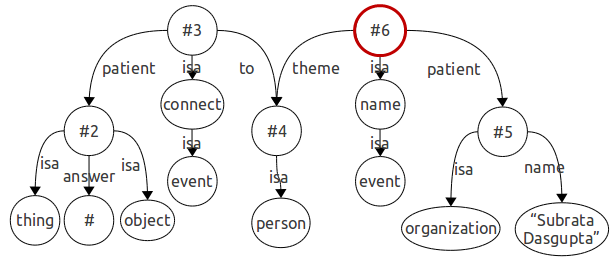 #3
#6
patient
isa
to
theme
isa
patient
connect
name
#2
#4
#5
isa
isa
isa
answer
isa
isa
isa
name
event
event
thing
#
object
person
organization
“Subrata
Dasgupta”